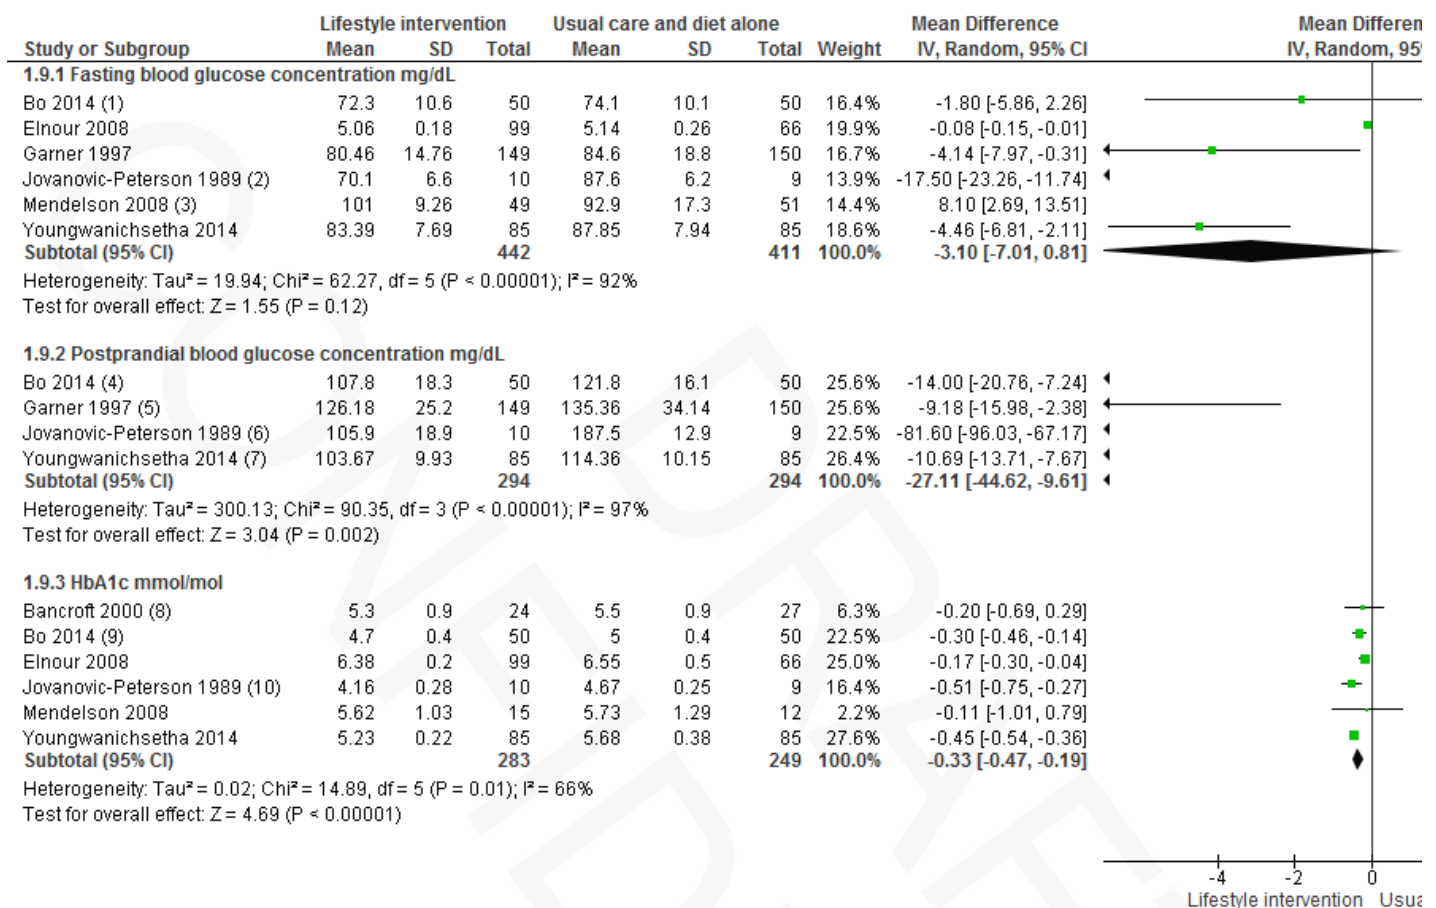 Lifestyle intervention Usual care and diet alone Mean Difference Mean Differen
Study or Subgroup Mean SD Total Mean SD Total Weight IV, Random, 95% CI IV, Random, 95
1.9.1 Fasting blood glucose concentration mg/dL
Bo 2014 (1) 72.3 10.6 50 74.1 10.1 50 16.4% -1.80 [-5.86, 2.26]
Elnour 2008 5.06 0.18 99 5.14 0.26 66 19.9% -0.08 [-0.15, -0.01]
Garner 1997 80.46 14.76 149 84.6 18.8 150 16.7% -4.14 [-7.97, -0.31]
Jovanovic-Peterson 1989 (2) 70.1 6.6 10 87.6 6.2 9 13.9% -17.50 [-23.26, -11.74]
Mendelson 2008 (3) 101 9.26 49 92.9 17.3 51 14.4% 8.10 [2.69, 13.51]
Youngwanichsetha 2014 83.39 7.69 85 87.85 7.94 85 18.6% -4.46 [-6.81, -2.11]
Subtotal (95% CI) 442 411 100.0% -3.10 [-7.01, 0.81]
Heterogeneity: Tau² = 19.94; Chi² = 62.27, df = 5 (P < 0.00001); I² = 92%
Test for overall effect: Z = 1.55 (P = 0.12)
1.9.2 Postprandial blood glucose concentration mg/dL
Bo 2014 (4) 107.8 18.3 50 121.8 16.1 50 25.6% -14.00 [-20.76, -7.24]
Garner 1997 (5) 126.18 25.2 149 135.36 34.14 150 25.6% -9.18 [-15.98, -2.38]
Jovanovic-Peterson 1989 (6) 105.9 18.9 10 187.5 12.9 9 22.5% -81.60 [-96.03, -67.17]
Youngwanichsetha 2014 (7) 103.67 9.93 85 114.36 10.15 85 26.4% -10.69 [-13.71, -7.67]
Subtotal (95% CI) 294 294 100.0% -27.11 [-44.62, -9.61]
Heterogeneity: Tau² = 300.13; Chi² = 90.35, df = 3 (P < 0.00001); I² = 97%
Test for overall effect: Z = 3.04 (P = 0.002)
1.9.3 HbA1c mmol/mol
Bancroft 2000 (8) 5.3 0.9 24 5.5 0.9 27 6.3% -0.20 [-0.69, 0.29]
Bo 2014 (9) 4.7 0.4 50 5 0.4 50 22.5% -0.30 [-0.46, -0.14]
Elnour 2008 6.38 0.2 99 6.55 0.5 66 25.0% -0.17 [-0.30, -0.04]
Jovanovic-Peterson 1989 (10) 4.16 0.28 10 4.67 0.25 9 16.4% -0.51 [-0.75, -0.27]
Mendelson 2008 5.62 1.03 15 5.73 1.29 12 2.2% -0.11 [-1.01, 0.79]
Youngwanichsetha 2014 5.23 0.22 85 5.68 0.38 85 27.6% -0.45 [-0.54, -0.36]
Subtotal (95% CI) 283 249 100.0% -0.33 [-0.47, -0.19]
Heterogeneity: Tau² = 0.02; Chi² = 14.89, df = 5 (P = 0.01); I² = 66%
Test for overall effect: Z = 4.69 (P < 0.00001)
-4 -2 0
Lifestyle intervention Usua